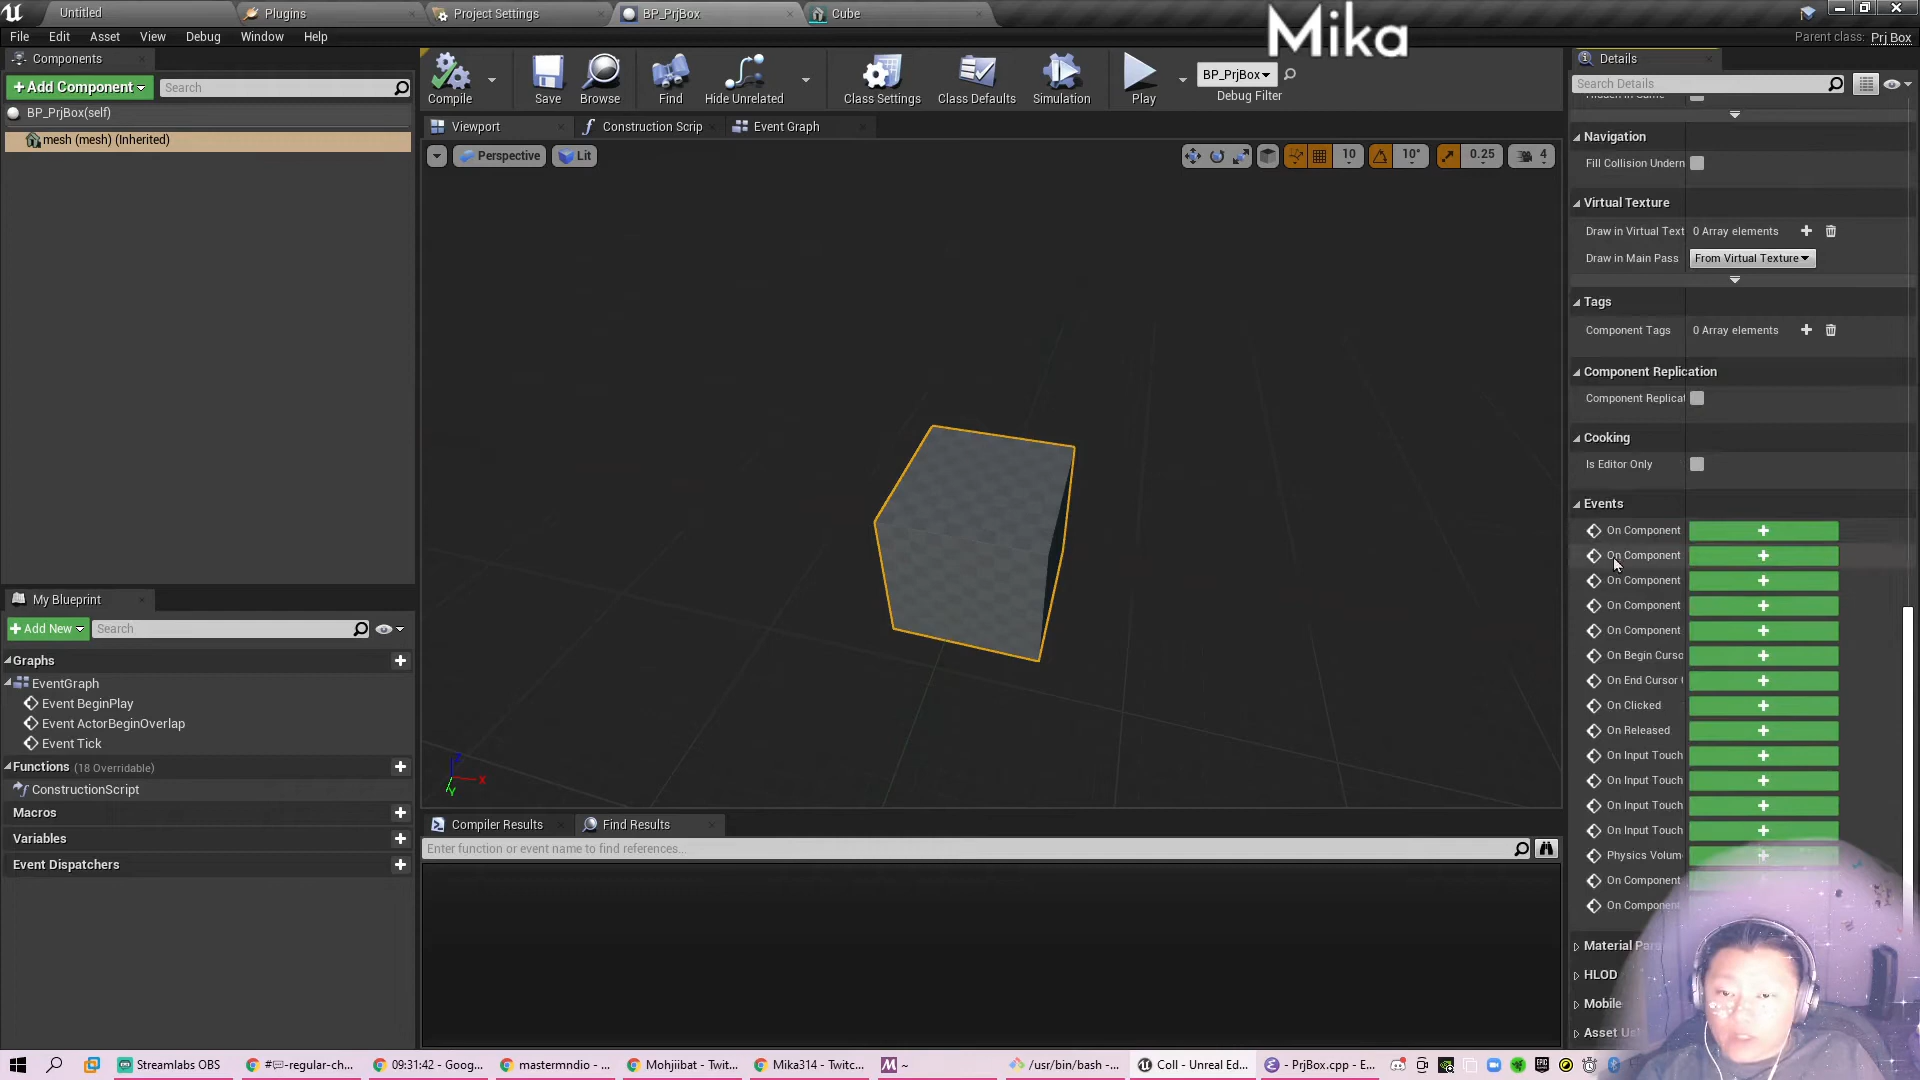 Untitled
Plugins
Project Settings
BP_PrjBox
Cube
Mika
File Edit Asset View Debug Window Help
Parent class: Prj Box
Components
+Add Component
Search
BP_PrjBox(self)
mesh (mesh) (Inherited)
Compile
Save
Browse
Find
Hide Unrelated
Class Settings
Class Defaults
Simulation
Play
BP_PrjBox
Debug Filter
Viewport
Construction Scrip
Event Graph
Perspective
Lit
10
10°
0.25
4
My Blueprint
+Add New
Search
Graphs
EventGraph
Event BeginPlay
Event ActorBeginOverlap
Event Tick
Functions (18 Overridable)
ConstructionScript
Macros
Variables
Event Dispatchers
Compiler Results
Find Results
Enter function or event name to find references...
Details
Search Details
Navigation
Fill Collision Undern
Virtual Texture
Draw in Virtual Text 0 Array elements
Draw in Main Pass From Virtual Texture
Tags
Component Tags 0 Array elements
Component Replication
Component Replicat
Cooking
Is Editor Only
Events
On Component
On Component
On Component
On Component
On Component
On Begin Curso
On End Cursor
On Clicked
On Released
On Input Touch
On Input Touch
On Input Touch
On Input Touch
Physics Volum
On Component
On Compone
Material Par
HLOD
Mobile
Asset Us
Streamlabs OBS
-regular-ch...
09:31:42 - Goog...
mastermndio - ...
Mohjiibat - Twit...
Mika314 - Twitc...
~
/usr/bin/bash -...
Coll - Unreal Ed...
- PrjBox.cpp - E...